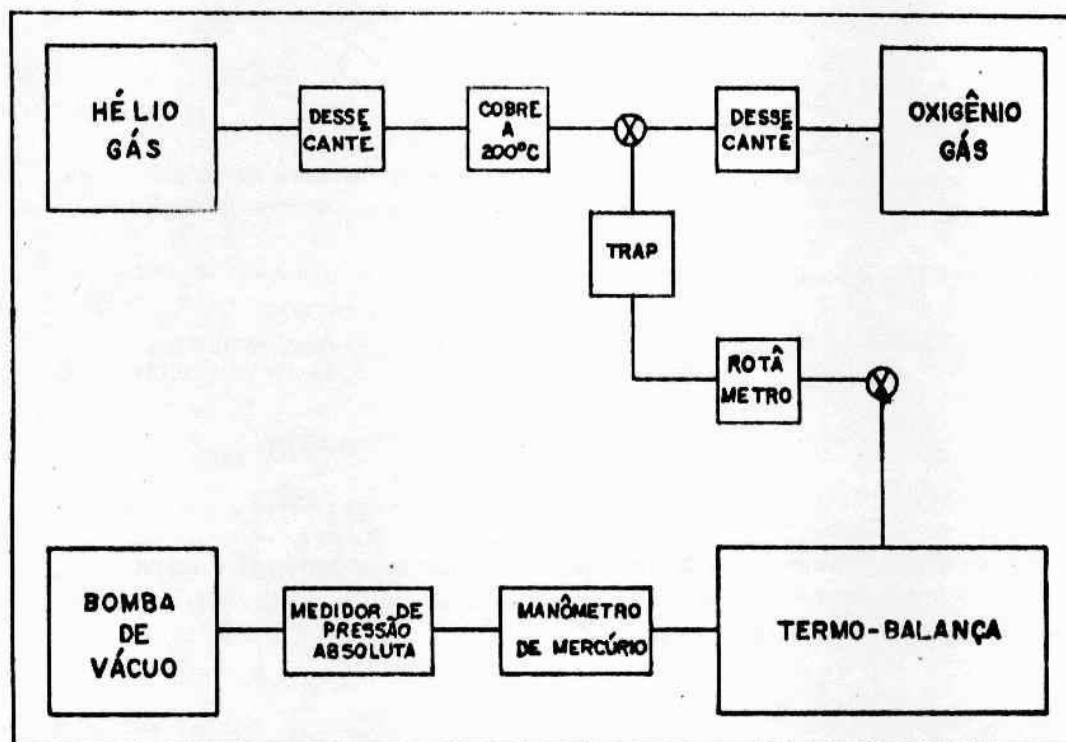 HÉLIO
GÁS
DESSE
CANTE
COBRE
A
200°C
DESSE
CANTE
OXIGÊNIO
GÁS
TRAP
ROTÂ
METRO
BOMBA
DE
VÁCUO
MEDIDOR DE
PRESSÃO
ABSOLUTA
MANÔMETRO
DE MERCÚRIO
TERMO-BALANÇA